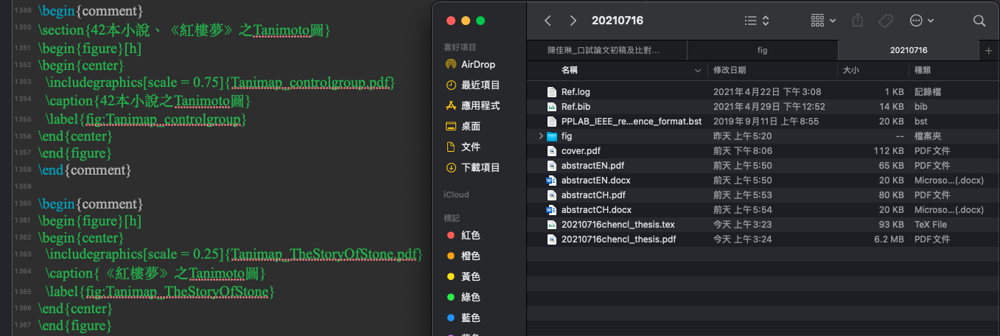 1349 \begin{comment}
1350 \section{42本小說、《紅樓夢》之Tanimoto圖}
1351 \begin{figure}[h]
1352 \begin{center}
1353 \includegraphics[scale = 0.75]{Tanimap_controlgroup.pdf}
1354 \caption{42本小說之Tanimoto圖}
1355 \label{fig:Tanimap_controlgroup}
1356 \end{center}
1357 \end{figure}
1358 \end{comment}
1359
1360 \begin{comment}
1361 \begin{figure}[h]
1362 \begin{center}
1363 \includegraphics[scale = 0.25]{Tanimap_TheStoryOfStone.pdf}
1364 \caption{《紅樓夢》之Tanimoto圖}
1365 \label{fig:Tanimap_TheStoryOfStone}
1366 \end{center}
1367 \end{figure}
喜好項目
AirDrop
最近項目
應用程式
桌面
文件
下載項目
iCloud
標記
紅色
橙色
黃色
綠色
藍色
20210716
陳佳琳_口試論文初稿及比對... fig 20210716
名稱 修改日期 大小 種類
Ref.log 2021年4月22日 下午3:08 1 KB 記錄檔
Ref.bib 2021年4月29日 下午12:52 14 KB bib
PPLAB_IEEE_re...ence_format.bst 2019年9月11日 上午8:55 20 KB bst
fig 昨天 上午5:20 -- 檔案夾
cover.pdf 前天 下午8:06 112 KB PDF文件
abstractEN.pdf 前天 上午5:50 65 KB PDF文件
abstractEN.docx 前天 上午5:50 20 KB Microso...(.docx)
abstractCH.pdf 前天 上午5:53 80 KB PDF文件
abstractCH.docx 前天 上午5:54 20 KB Microso...(.docx)
20210716chencl_thesis.tex 今天 上午3:23 93 KB TeX File
20210716chencl_thesis.pdf 今天 上午3:24 6.2 MB PDF文件